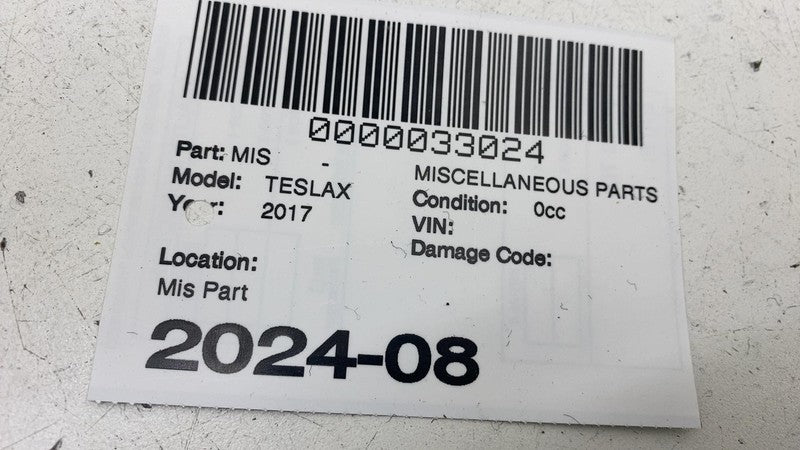 0000033024
Part: MIS - MISCELLANEOUS PARTS
Model: TESLAX Condition: 0cc
Year: 2017 VIN:
Damage Code:
Location:
Mis Part
2024-08